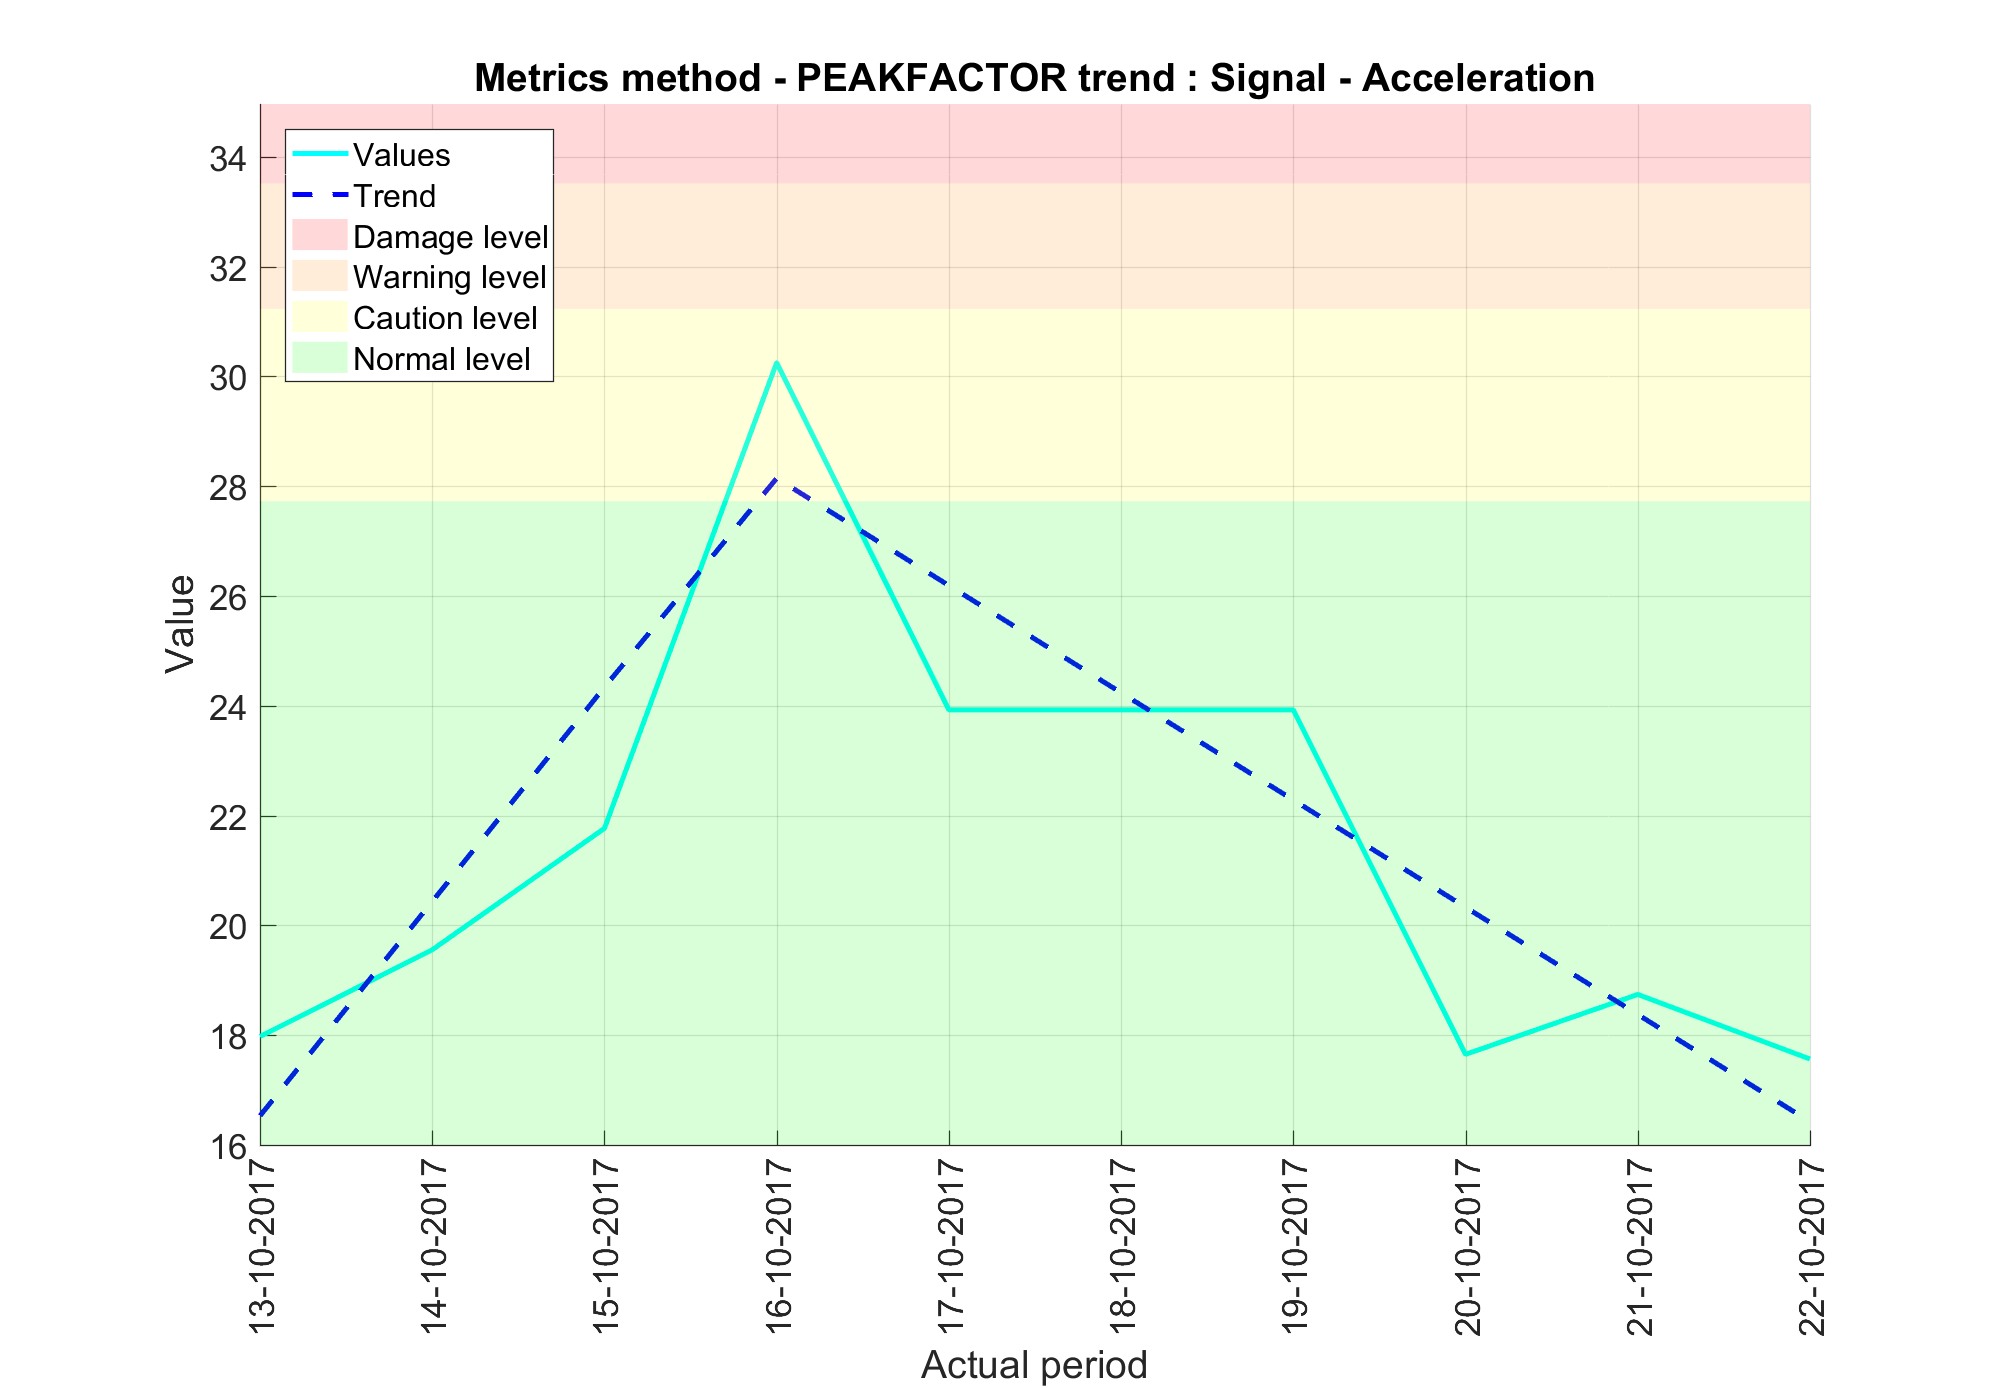 Metrics method - PEAKFACTOR trend : Signal - Acceleration
Values
Trend
Damage level
Warning level
Caution level
Normal level
34
32
30
28
26
24
22
20
18
16
Value
13-10-2017
14-10-2017
15-10-2017
16-10-2017
17-10-2017
18-10-2017
19-10-2017
20-10-2017
21-10-2017
22-10-2017
Actual period